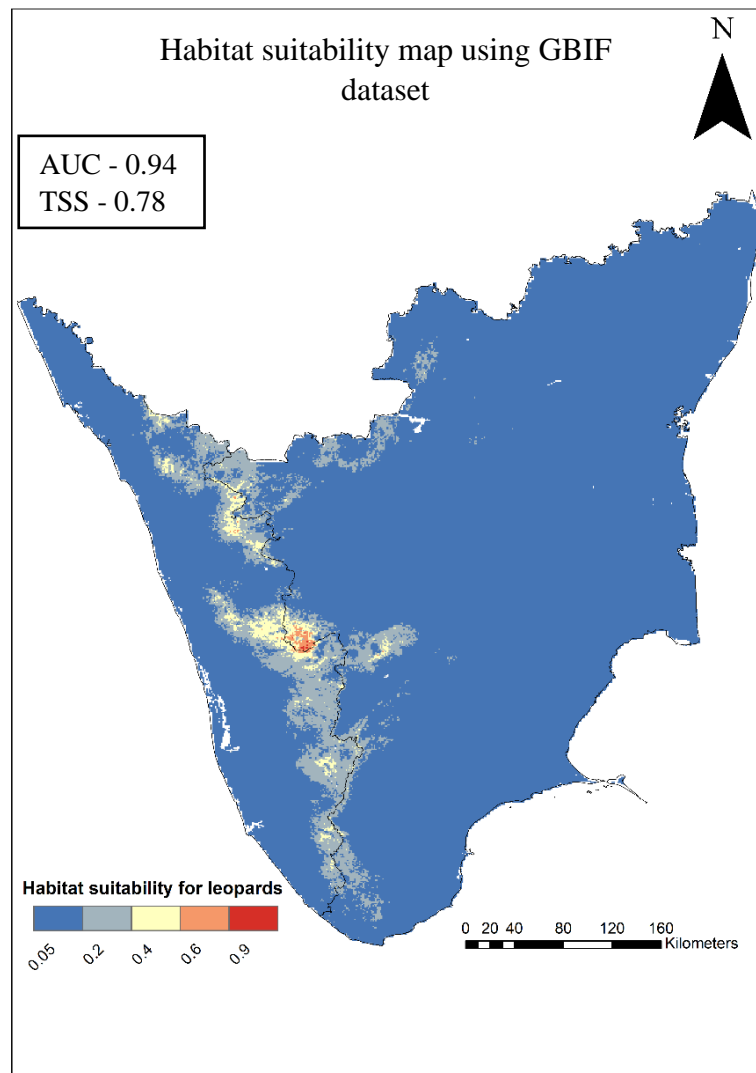 N
Habitat suitability map using GBIF
dataset
AUC - 0.94
TSS - 0.78
Habitat suitability for leopards
0.05 0.2 0.4 0.6 0.9
0 20 40 80 120 160
Kilometers